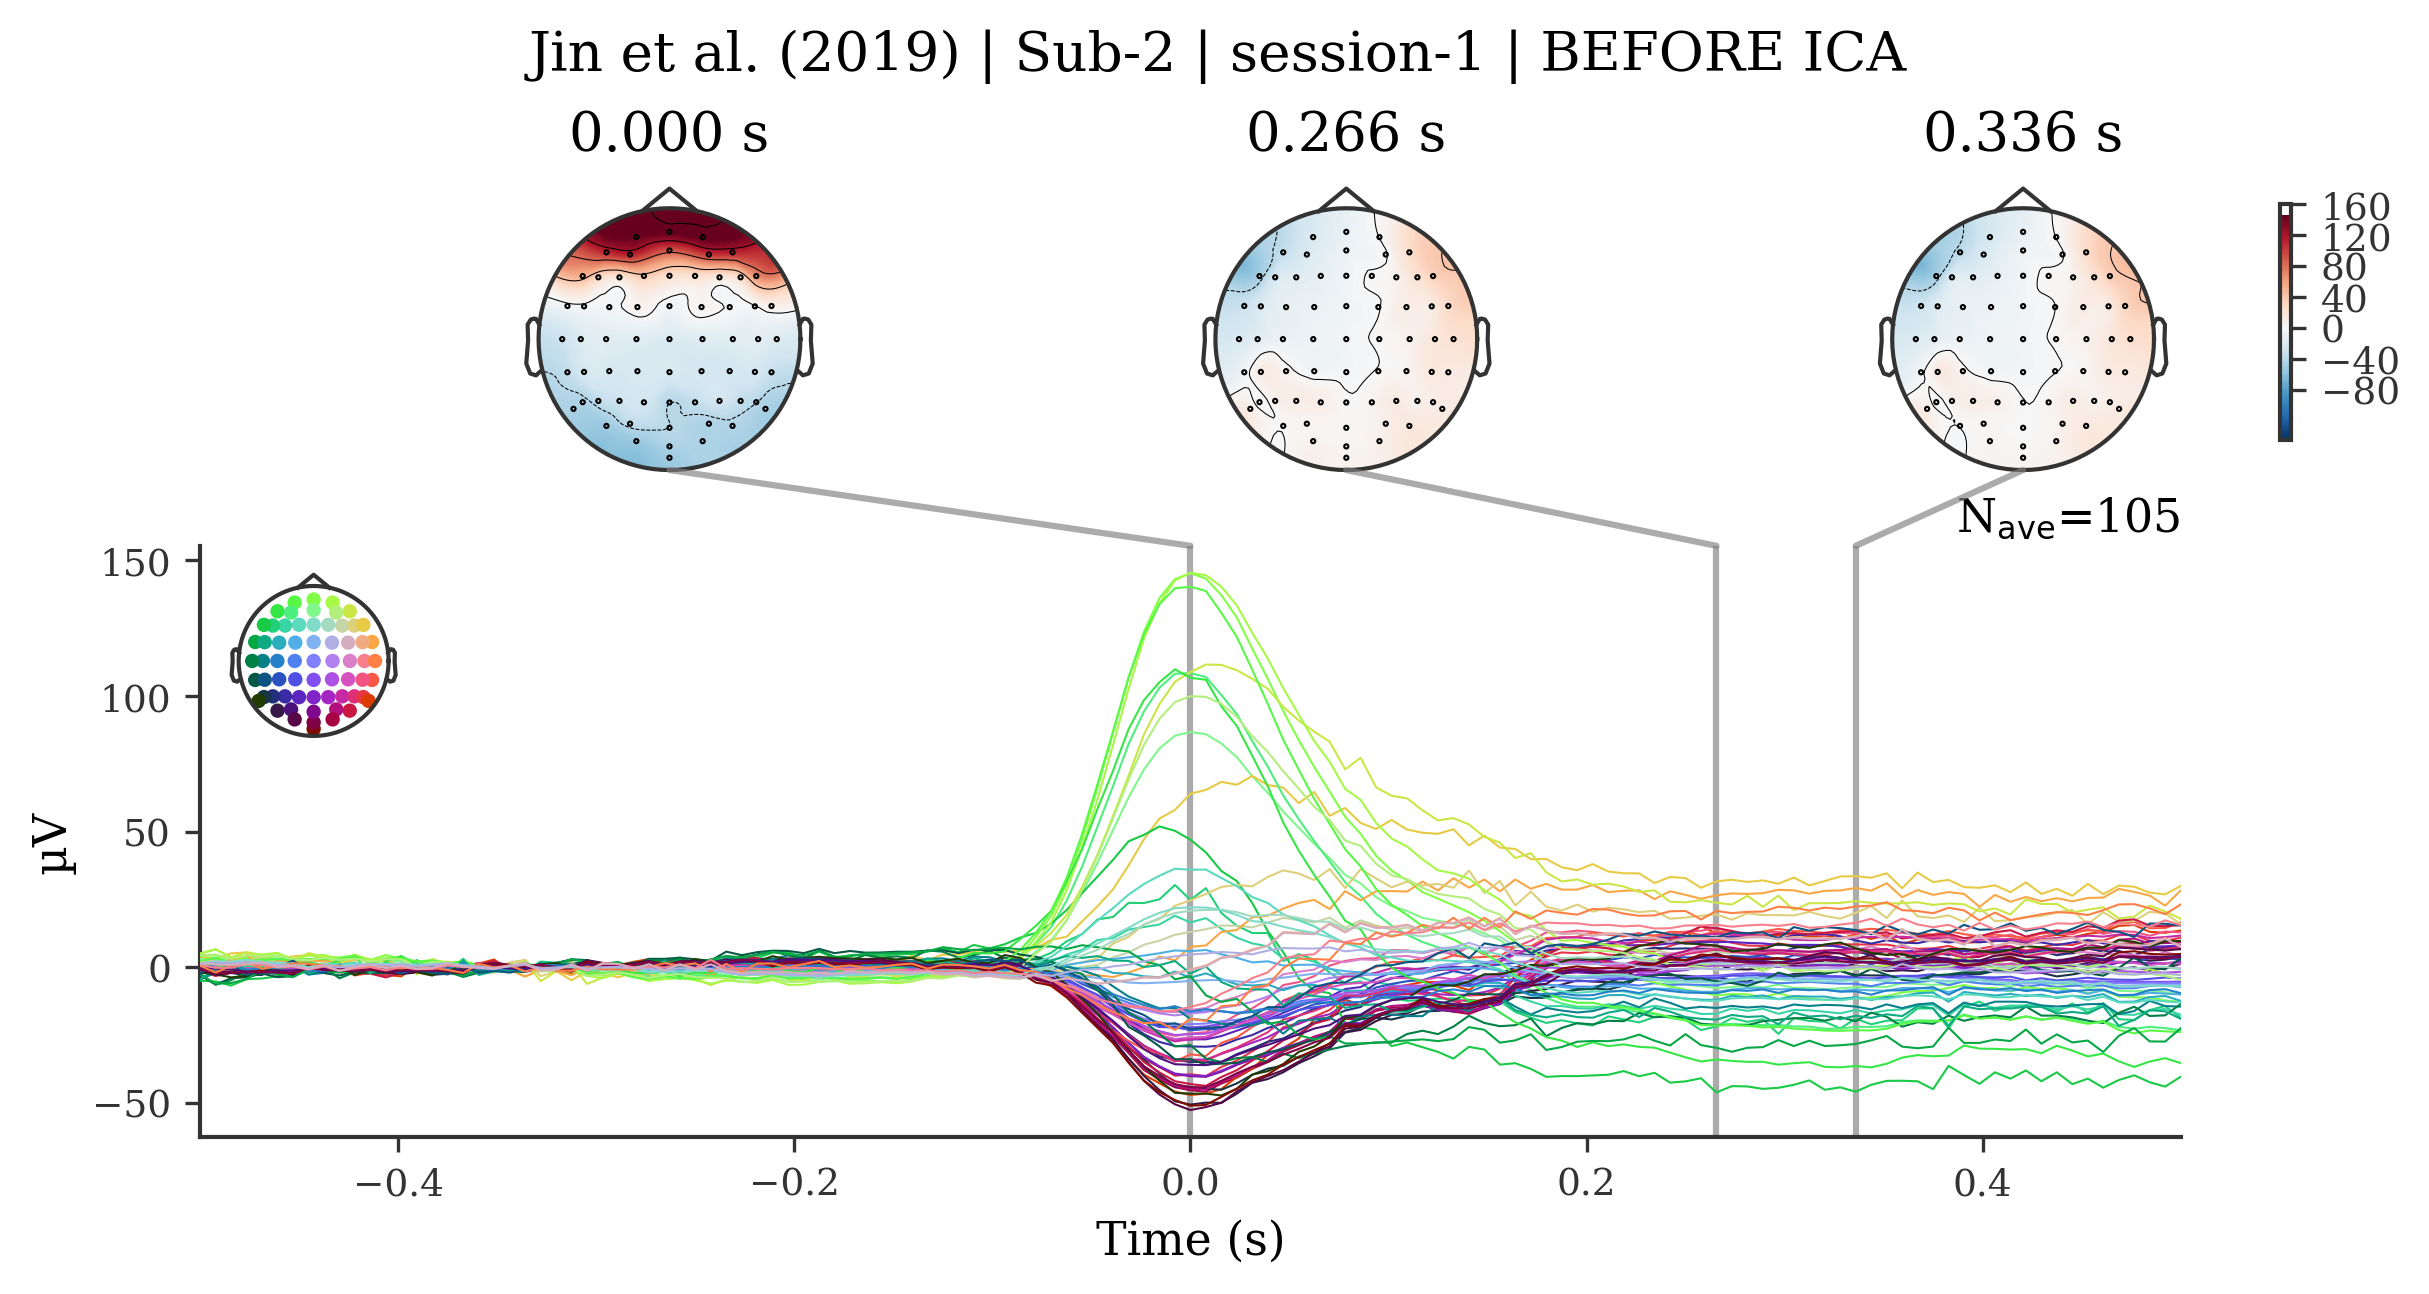 Jin et al. (2019) | Sub-2 | session-1 | BEFORE ICA
0.000 s
0.266 s
0.336 s
160
120
80
40
0
−40
−80
Nave=105
150
100
50
0
−50
µV
−0.4
−0.2
0.0
0.2
0.4
Time (s)